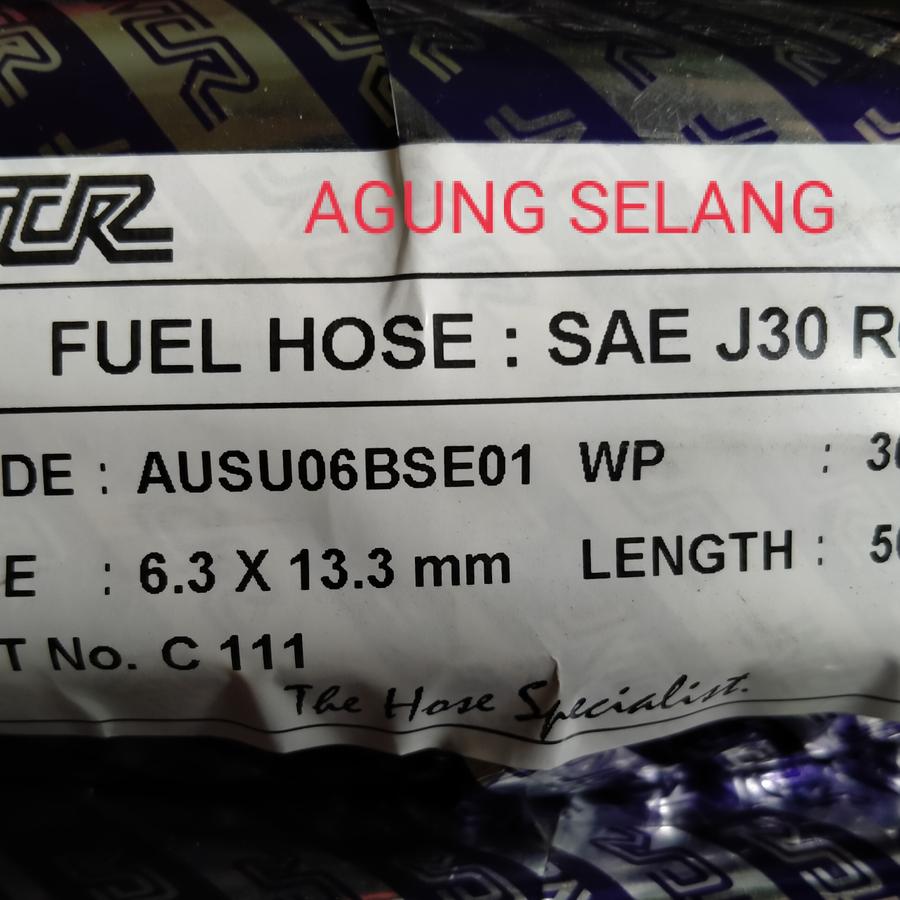 TCR AGUNG SELANG
FUEL HOSE : SAE J30
DE : AUSU06BSE01 WP :
E : 6.3 X 13.3 mm LENGTH :
T No. C 111
The Hose Specialist.